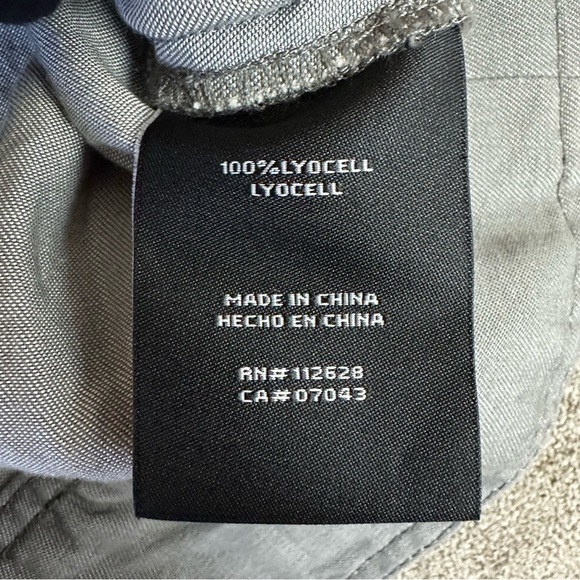 100%LYOCELL
LYOCELL
MADE IN CHINA
HECHO EN CHINA
RN#112628
CA#07043